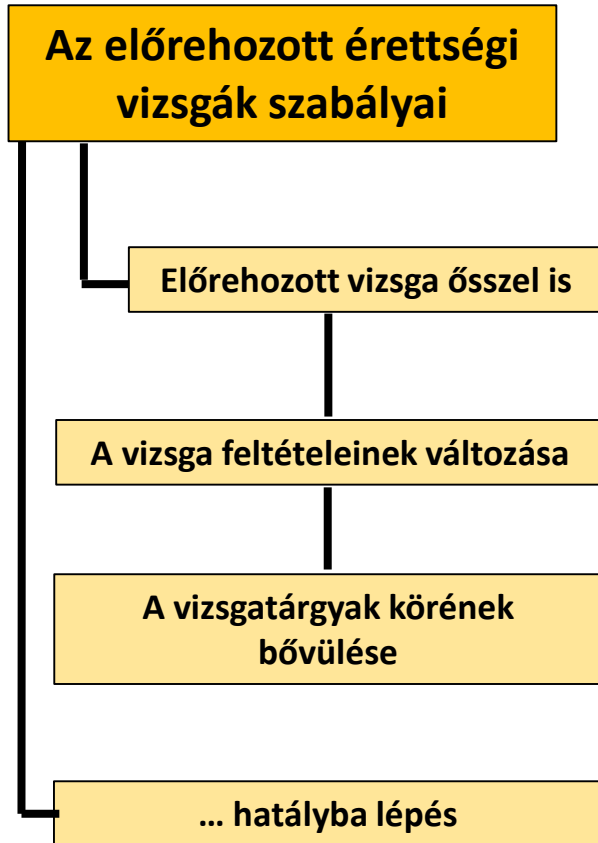 Az előrehozott érettségi
vizsgák szabályai
Előrehozott vizsga ősszel is
A vizsga feltételeinek változása
A vizsgatárgyak körének
bővülése
... hatályba lépés